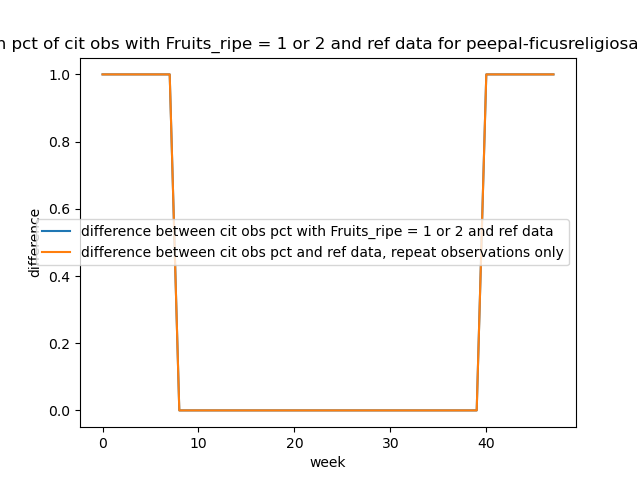 pct of cit obs with Fruits_ripe = 1 or 2 and ref data for peepal-ficusreligiosa
1.0
0.8
0.6
difference between cit obs pct with Fruits_ripe = 1 or 2 and ref data
difference between cit obs pct and ref data, repeat observations only
difference
0.4
0.2
0.0
0 10 20 30 40
week